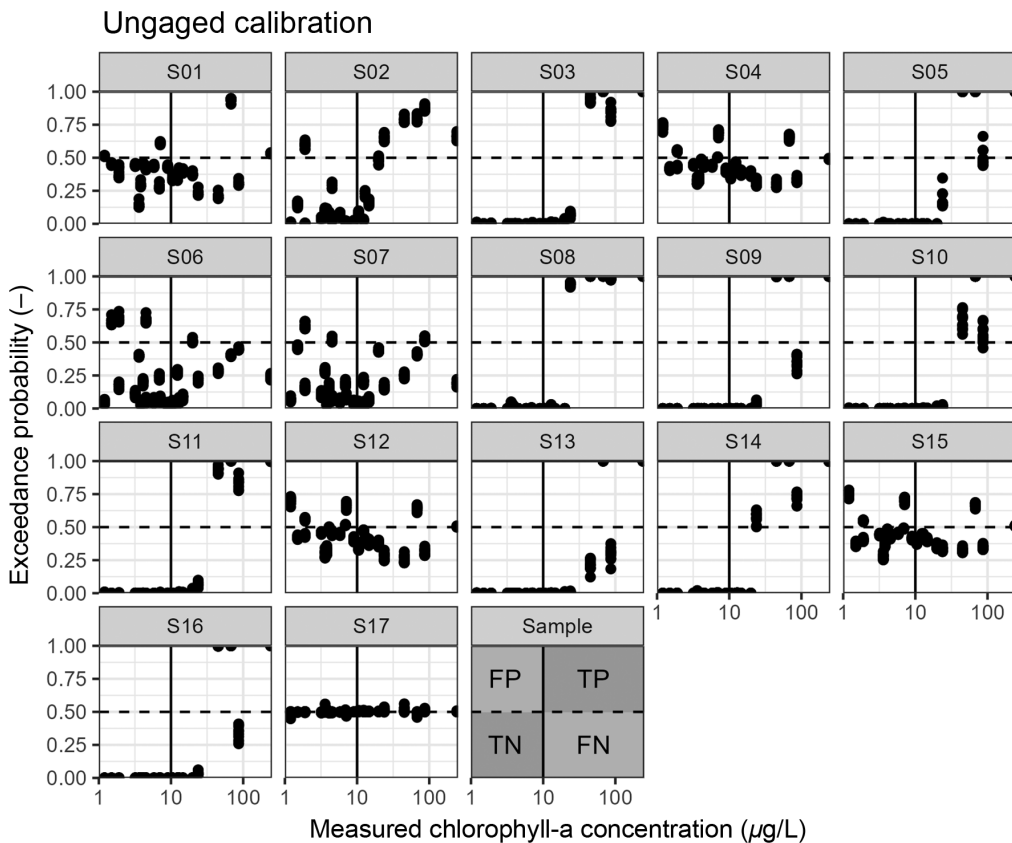 Ungaged calibration
S01 S02 S03 S04 S05
1.00
0.75
0.50
0.25
0.00
S06 S07 S08 S09 S10
1.00
0.75
0.50
0.25
0.00
S11 S12 S13 S14 S15
1.00
0.75
0.50
0.25
0.00
1 10 100 1 10 100
S16 S17 Sample
1.00
0.75
0.50
0.25
0.00
FP TP
TN FN
1 10 100 1 10 100 1 10 100
Exceedance probability (−)
Measured chlorophyll-a concentration (µg/L)